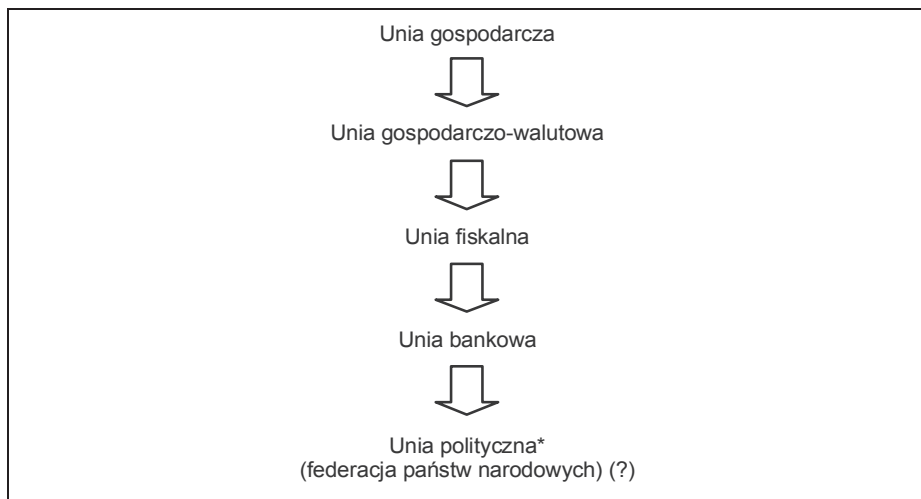 Unia gospodarcza
Unia gospodarczo-walutowa
Unia fiskalna
Unia bankowa
Unia polityczna*
(federacja państw narodowych) (?)